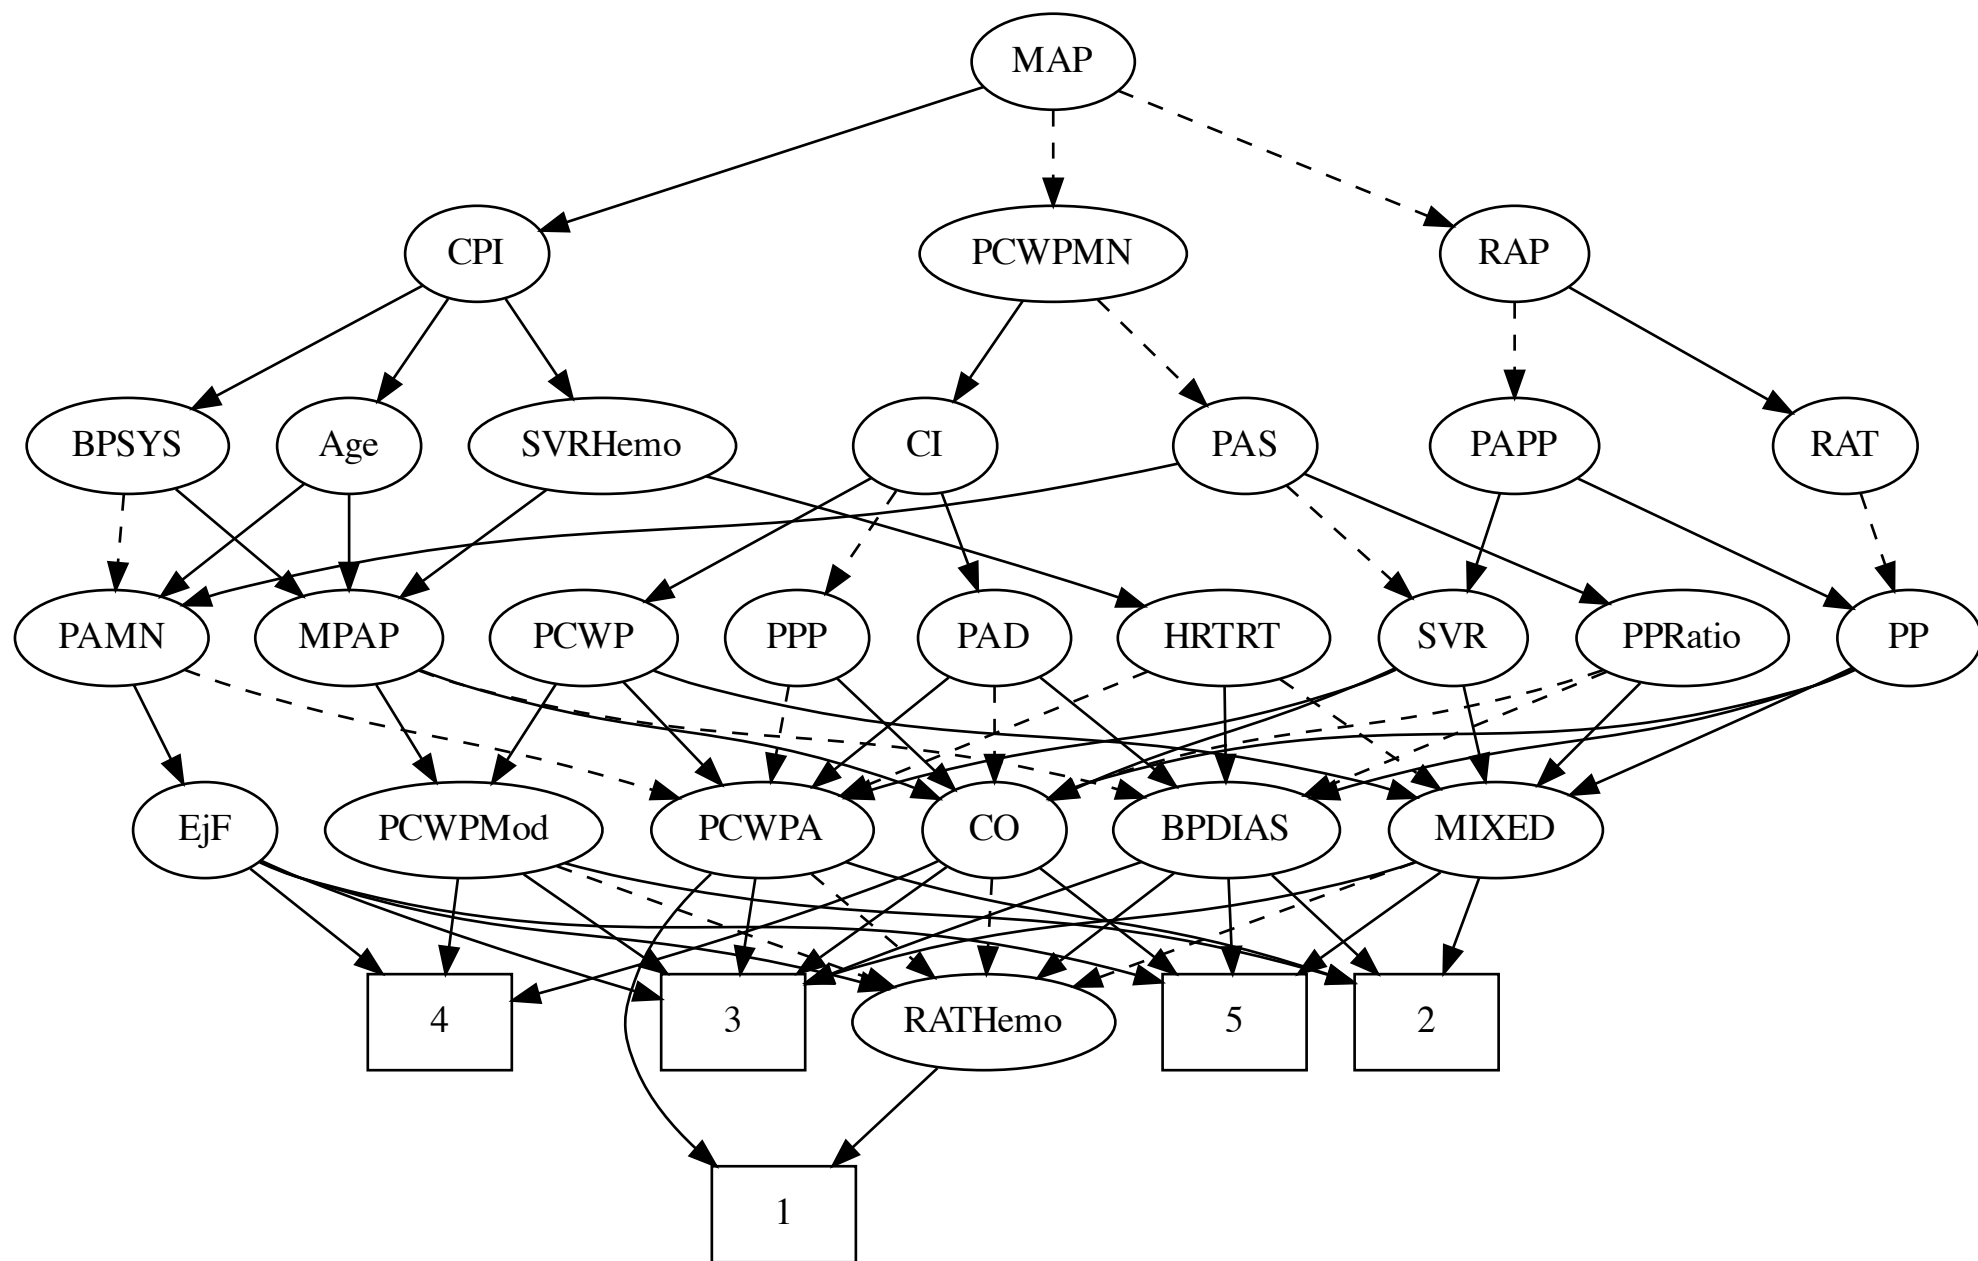 MAP
CPI
PCWPMN
RAP
BPSYS
Age
SVRHemo
CI
PAS
PAPP
RAT
PAMN
MPAP
PCWP
PPP
PAD
HRTRT
SVR
PPRatio
PP
EjF
PCWPMod
PCWPA
CO
BPDIAS
MIXED
4
3
RATHemo
5
2
1